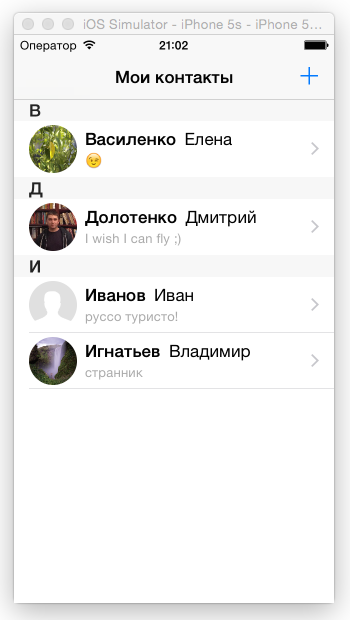 iOS Simulator - iPhone 5s - iPhone 5…
Оператор 21:02
Мои контакты
В
Василенко Елена
😉
Д
Долотенко Дмитрий
I wish I can fly ;)
И
Иванов Иван
руссо туристо!
Игнатьев Владимир
странник